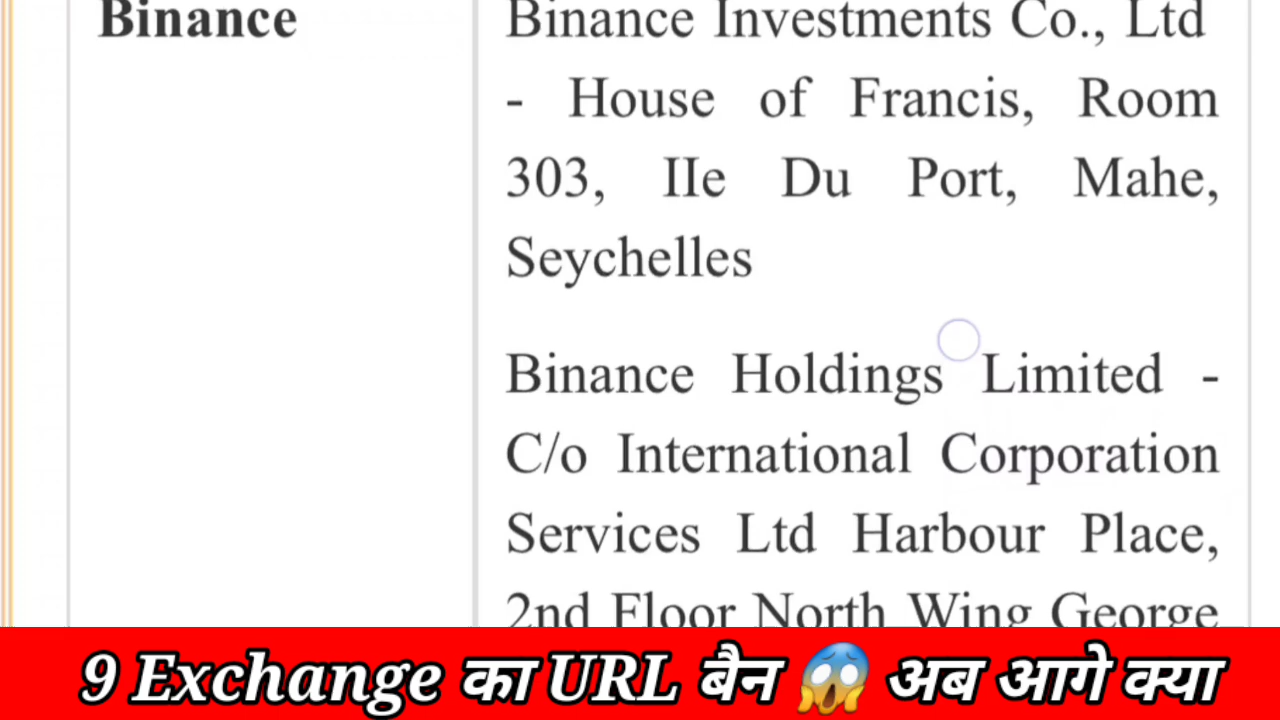 Binance
Binance Investments Co., Ltd
- House of Francis, Room
303, IIe Du Port, Mahe,
Seychelles
Binance Holdings Limited -
C/o International Corporation
Services Ltd Harbour Place,
2nd Floor North Wing George
9 Exchange का URL बैन 😱 अब आगे क्या